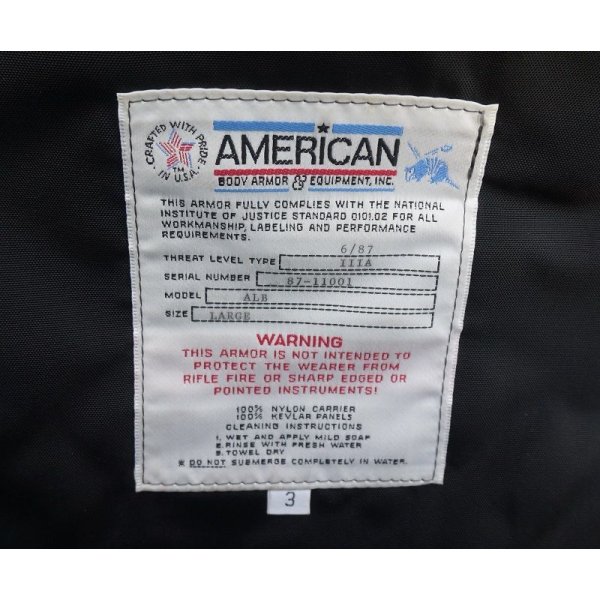 CRAFTED WITH PRIDE
IN U.S.A.
TM
AMERICAN
BODY ARMOR & EQUIPMENT, INC.
THIS ARMOR FULLY COMPLIES WITH THE NATIONAL
INSTITUTE OF JUSTICE STANDARD 0101.02 FOR ALL
WORKMANSHIP, LABELING AND PERFORMANCE
REQUIREMENTS.
6/87
THREAT LEVEL TYPE IIIA
SERIAL NUMBER 87-11001
MODEL ALB
SIZE LARGE
WARNING
THIS ARMOR IS NOT INTENDED TO
PROTECT THE WEARER FROM
RIFLE FIRE OR SHARP EDGED OR
POINTED INSTRUMENTS!
100% NYLON CARRIER
100% KEVLAR PANELS
CLEANING INSTRUCTIONS
1. WET AND APPLY MILD SOAP
2. RINSE WITH FRESH WATER
3. TOWEL DRY
* DO NOT SUBMERGE COMPLETELY IN WATER.
3